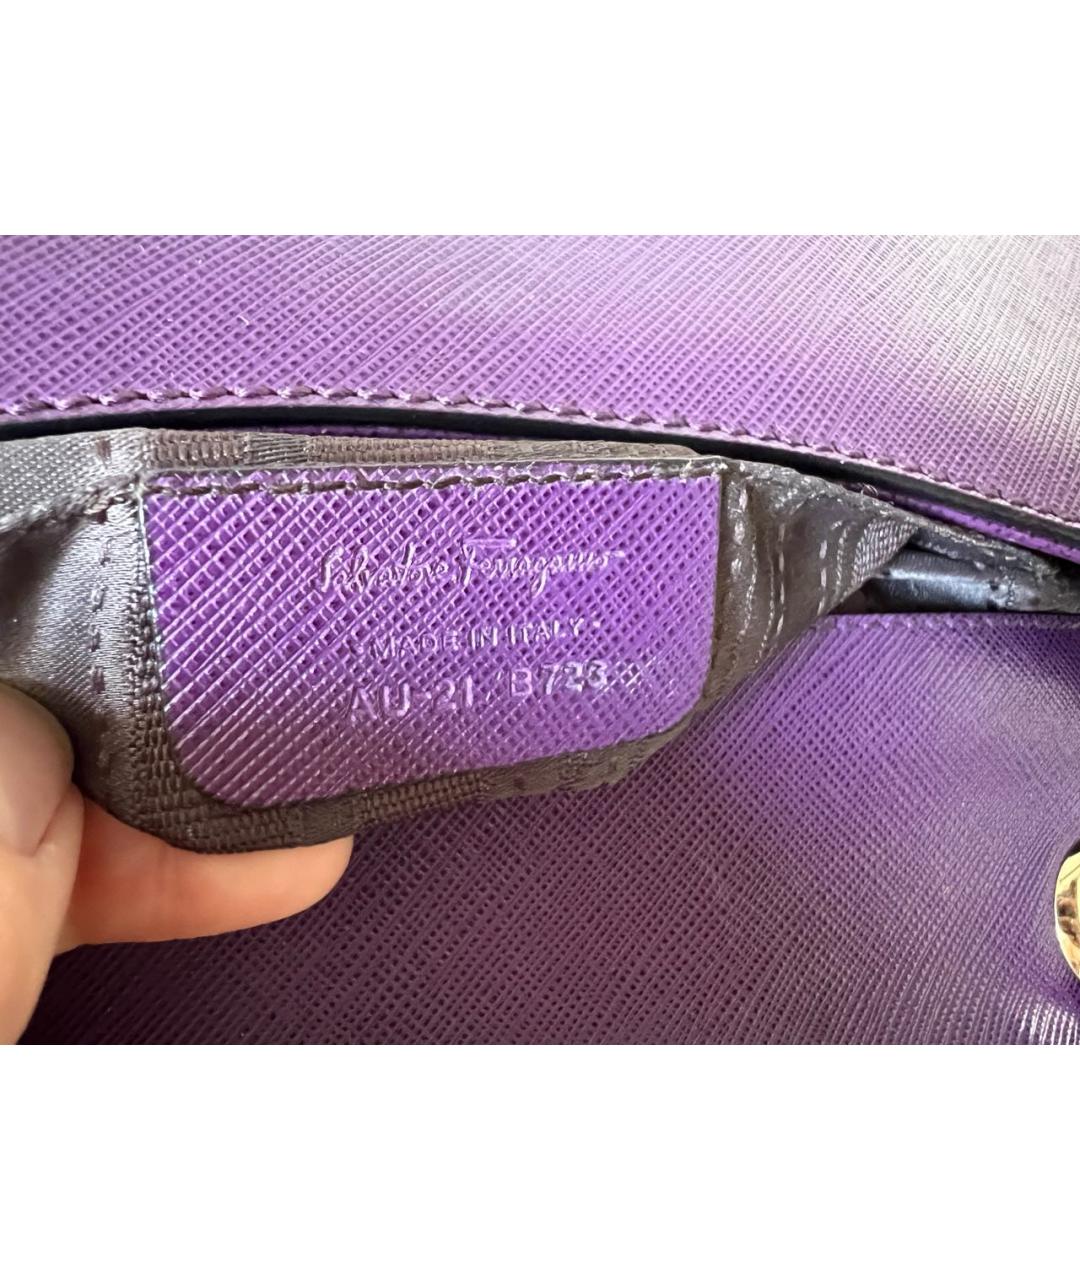 Salvatore Ferragamo
· MADE IN ITALY ·
AU-21/B723